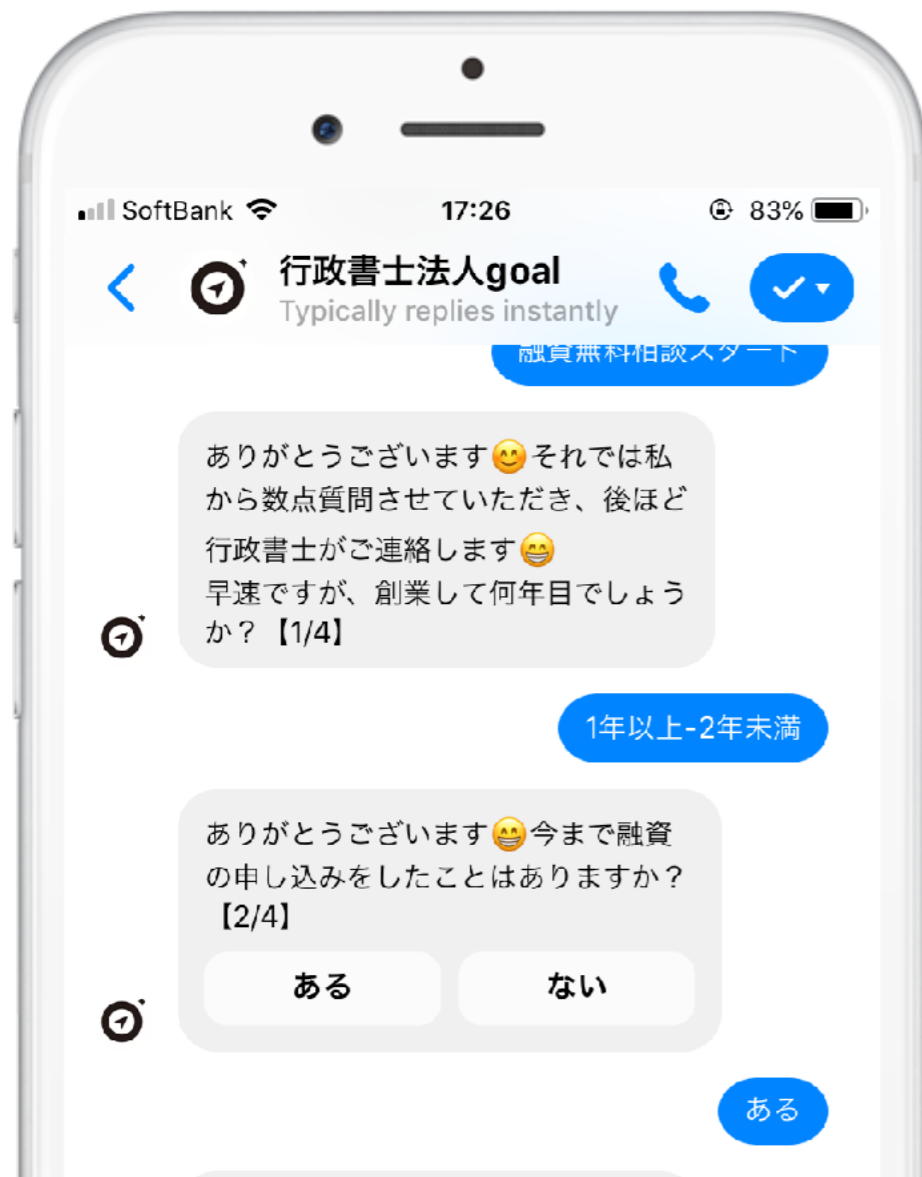 SoftBank 17:26 83%
行政書士法人goal
Typically replies instantly
融資無料相談スタート
ありがとうございます😊それでは私
から数点質問させていただき、後ほど
行政書士がご連絡します😁
早速ですが、創業して何年目でしょう
か？【1/4】
1年以上-2年未満
ありがとうございます😁今まで融資
の申し込みをしたことはありますか？
【2/4】
ある ない
ある